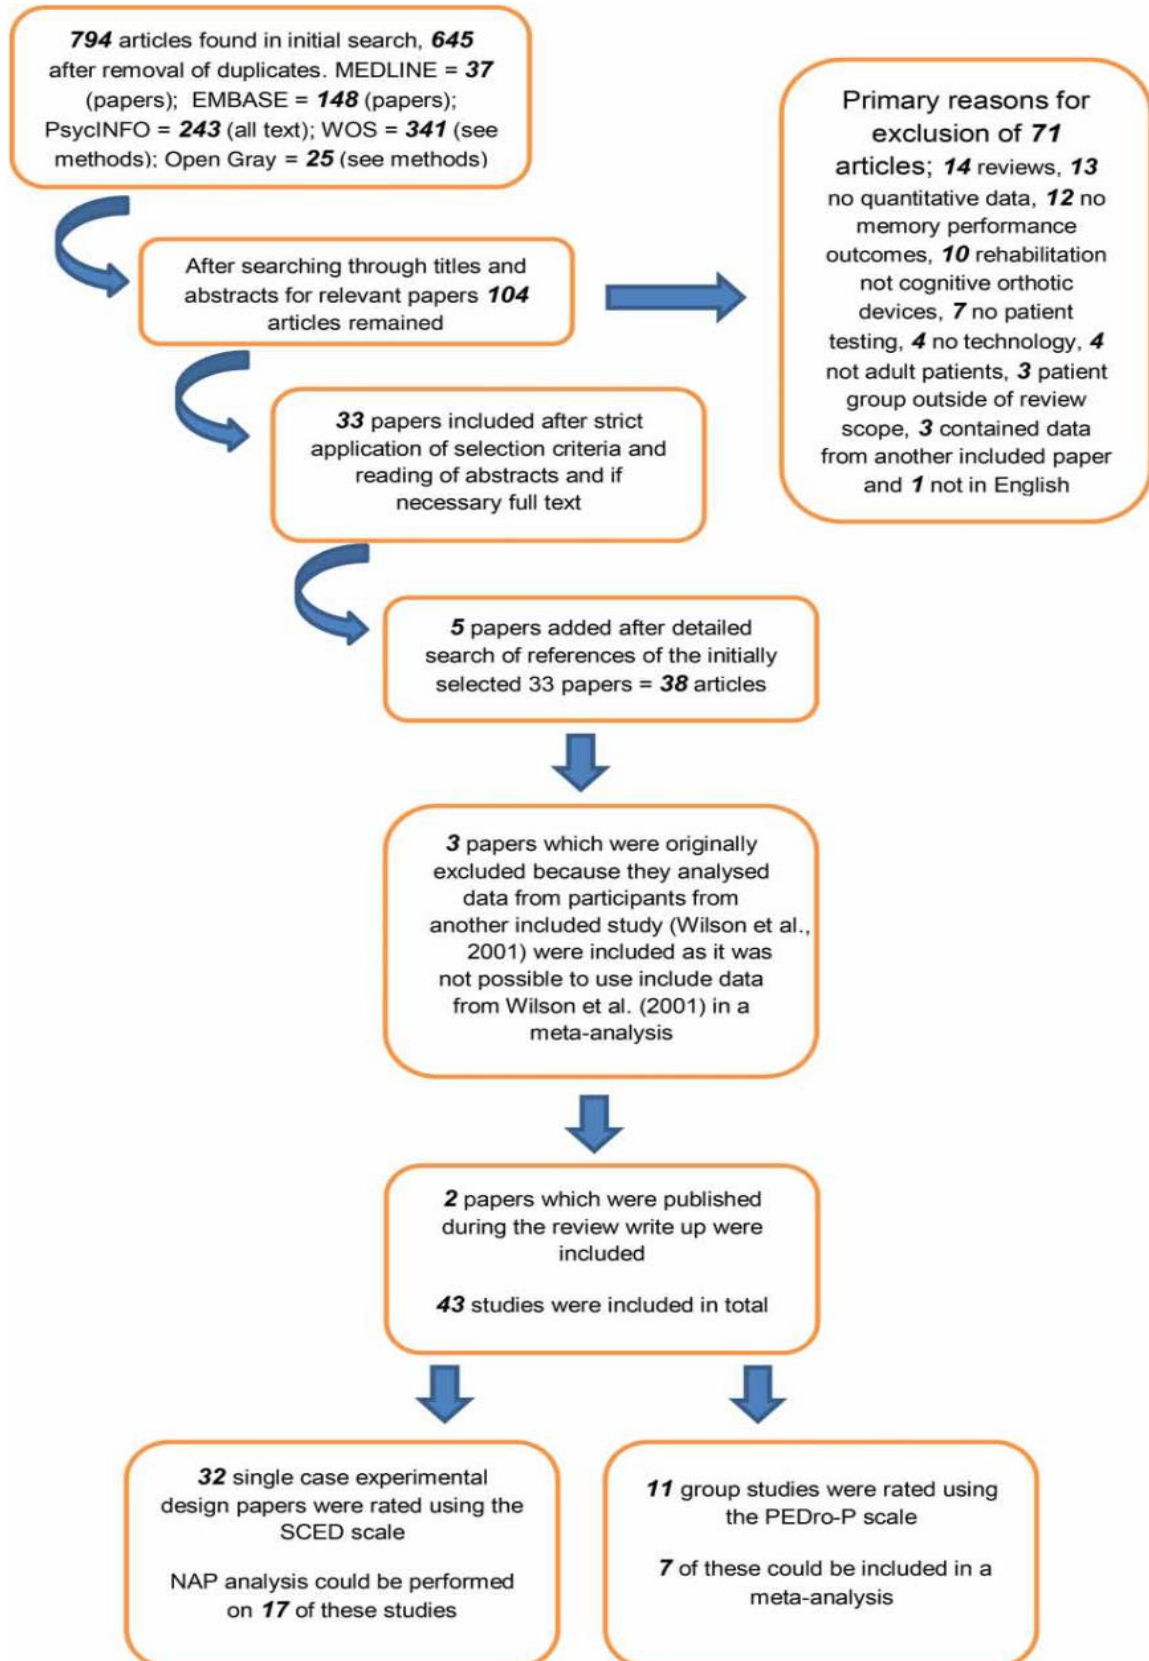 794 articles found in initial search, 645
after removal of duplicates. MEDLINE = 37
(papers); EMBASE = 148 (papers);
PsycINFO = 243 (all text); WOS = 341 (see
methods); Open Gray = 25 (see methods)
Primary reasons for
exclusion of 71
articles; 14 reviews, 13
no quantitative data, 12 no
memory performance
outcomes, 10 rehabilitation
not cognitive orthotic
devices, 7 no patient
testing, 4 no technology, 4
not adult patients, 3 patient
group outside of review
scope, 3 contained data
from another included paper
and 1 not in English
After searching through titles and
abstracts for relevant papers 104
articles remained
33 papers included after strict
application of selection criteria and
reading of abstracts and if
necessary full text
5 papers added after detailed
search of references of the initially
selected 33 papers = 38 articles
3 papers which were originally
excluded because they analysed
data from participants from
another included study (Wilson et al.,
2001) were included as it was
not possible to use include data
from Wilson et al. (2001) in a
meta-analysis
2 papers which were published
during the review write up were
included
43 studies were included in total
32 single case experimental
design papers were rated using the
SCED scale
NAP analysis could be performed
on 17 of these studies
11 group studies were rated using
the PEDro-P scale
7 of these could be included in a
meta-analysis